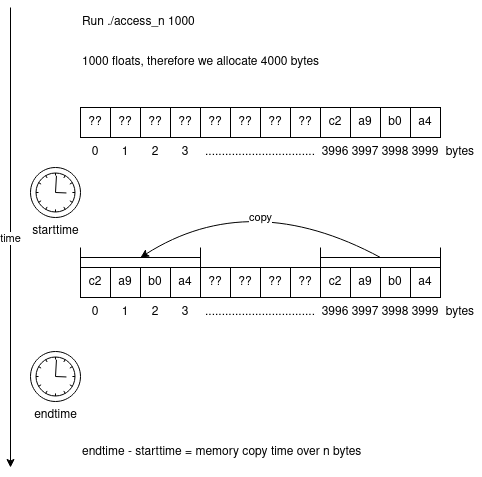 Run ./access_n 1000
1000 floats, therefore we allocate 4000 bytes
?? ?? ?? ?? ?? ?? ?? ?? c2 a9 b0 a4
0 1 2 3 ................................. 3996 3997 3998 3999 bytes
starttime
time
copy
c2 a9 b0 a4 ?? ?? ?? ?? c2 a9 b0 a4
0 1 2 3 ................................. 3996 3997 3998 3999 bytes
endtime
endtime - starttime = memory copy time over n bytes